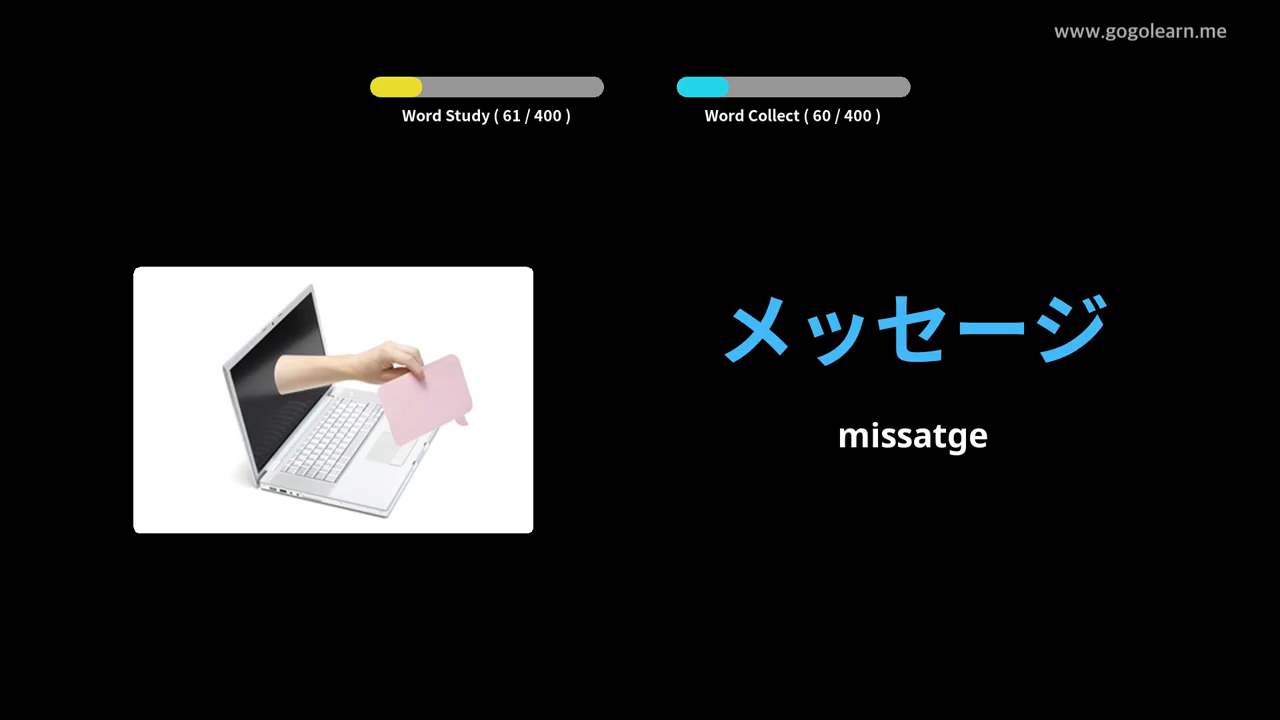 www.gogolearn.me
Word Study ( 61 / 400 )
Word Collect ( 60 / 400 )
メッセージ
missatge